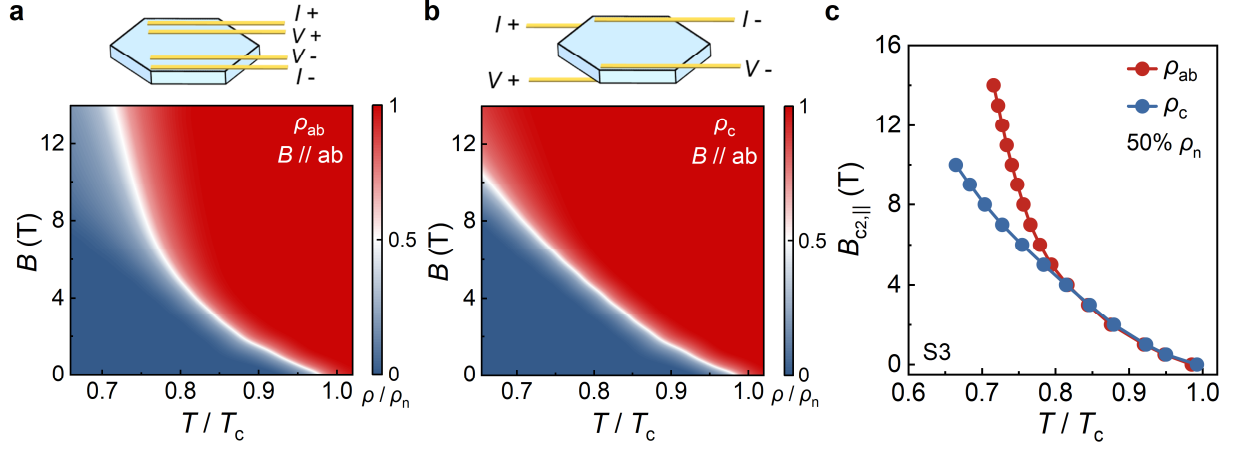 a
I +
V +
V -
I -
ρab
B // ab
12
8
4
0
B (T)
0.7
0.8
0.9
1.0
T / Tc
1
0.5
0
ρ / ρn
b
I +
I -
V +
V -
ρc
B // ab
12
8
4
0
B (T)
0.7
0.8
0.9
1.0
T / Tc
1
0.5
0
ρ / ρn
c
16
12
8
4
0
Bc2,|| (T)
ρab
ρc
50% ρn
S3
0.6
0.7
0.8
0.9
1.0
T / Tc